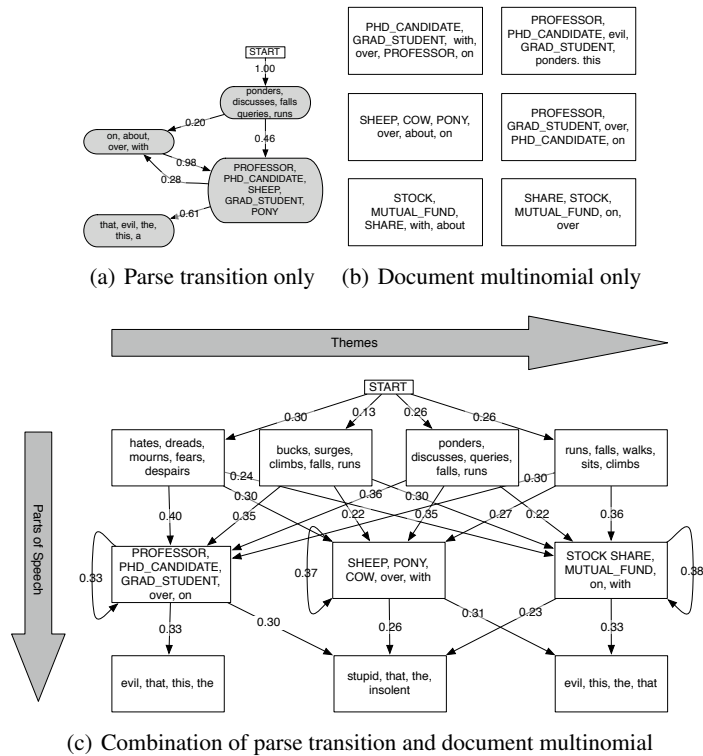 START
1.00
ponders,
discusses, falls
queries, runs
0.20
0.46
on, about,
over, with
0.98
0.28
PROFESSOR,
PHD_CANDIDATE,
SHEEP,
GRAD_STUDENT,
PONY
0.61
that, evil, the,
this, a
(a) Parse transition only
PHD_CANDIDATE,
GRAD_STUDENT, with,
over, PROFESSOR, on
PROFESSOR,
PHD_CANDIDATE, evil,
GRAD_STUDENT,
ponders. this
SHEEP, COW, PONY,
over, about, on
PROFESSOR,
GRAD_STUDENT, over,
PHD_CANDIDATE, on
STOCK,
MUTUAL_FUND,
SHARE, with, about
SHARE, STOCK,
MUTUAL_FUND, on,
over
(b) Document multinomial only
Themes
Parts of Speech
START
0.30
0.13
0.26
0.26
hates, dreads,
mourns, fears,
despairs
bucks, surges,
climbs, falls, runs
ponders,
discusses, queries,
falls, runs
runs, falls, walks,
sits, climbs
0.24
0.30
0.36
0.30
0.30
0.40
0.35
0.22
0.35
0.27
0.22
0.36
PROFESSOR,
PHD_CANDIDATE,
GRAD_STUDENT,
over, on
0.33
SHEEP, PONY,
COW, over, with
0.37
STOCK SHARE,
MUTUAL_FUND,
on, with
0.38
0.33
0.30
0.26
0.31
0.23
0.33
evil, that, this, the
stupid, that, the,
insolent
evil, this, the, that
(c) Combination of parse transition and document multinomial